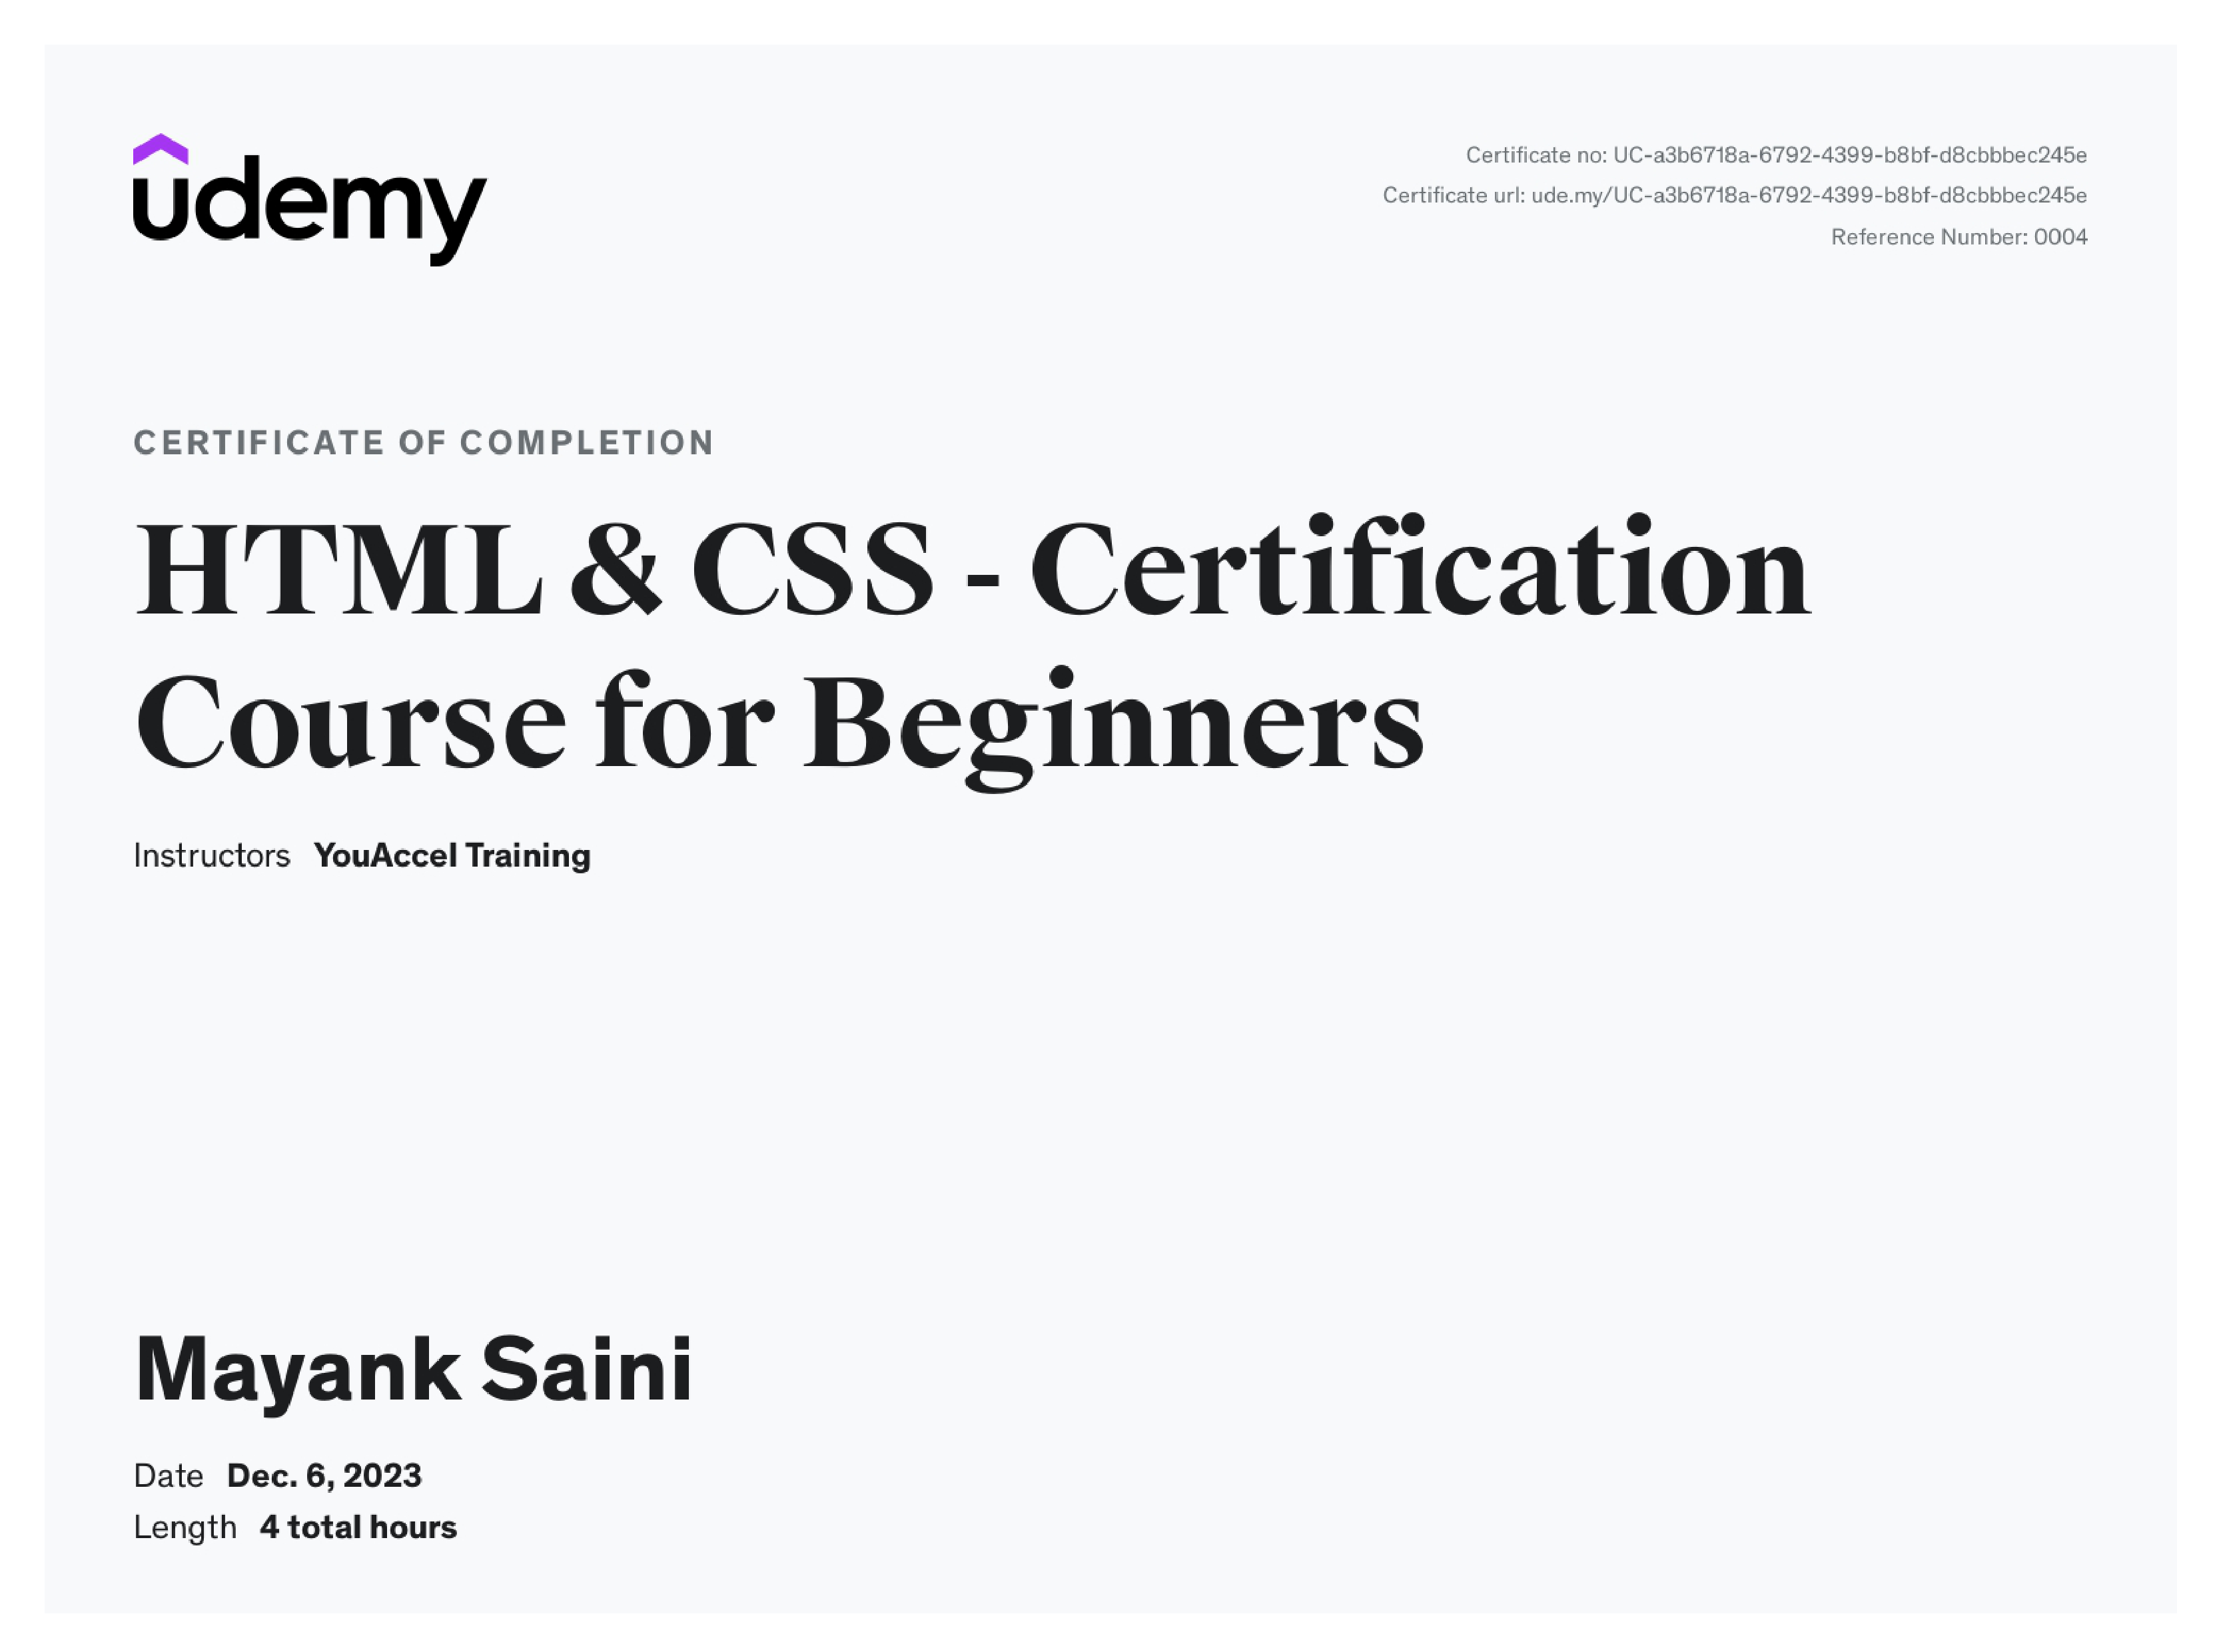 udemy
Certificate no: UC-a3b6718a-6792-4399-b8bf-d8cbbbec245e
Certificate url: ude.my/UC-a3b6718a-6792-4399-b8bf-d8cbbbec245e
Reference Number: 0004
CERTIFICATE OF COMPLETION
HTML & CSS - Certification
Course for Beginners
Instructors YouAccel Training
Mayank Saini
Date Dec. 6, 2023
Length 4 total hours